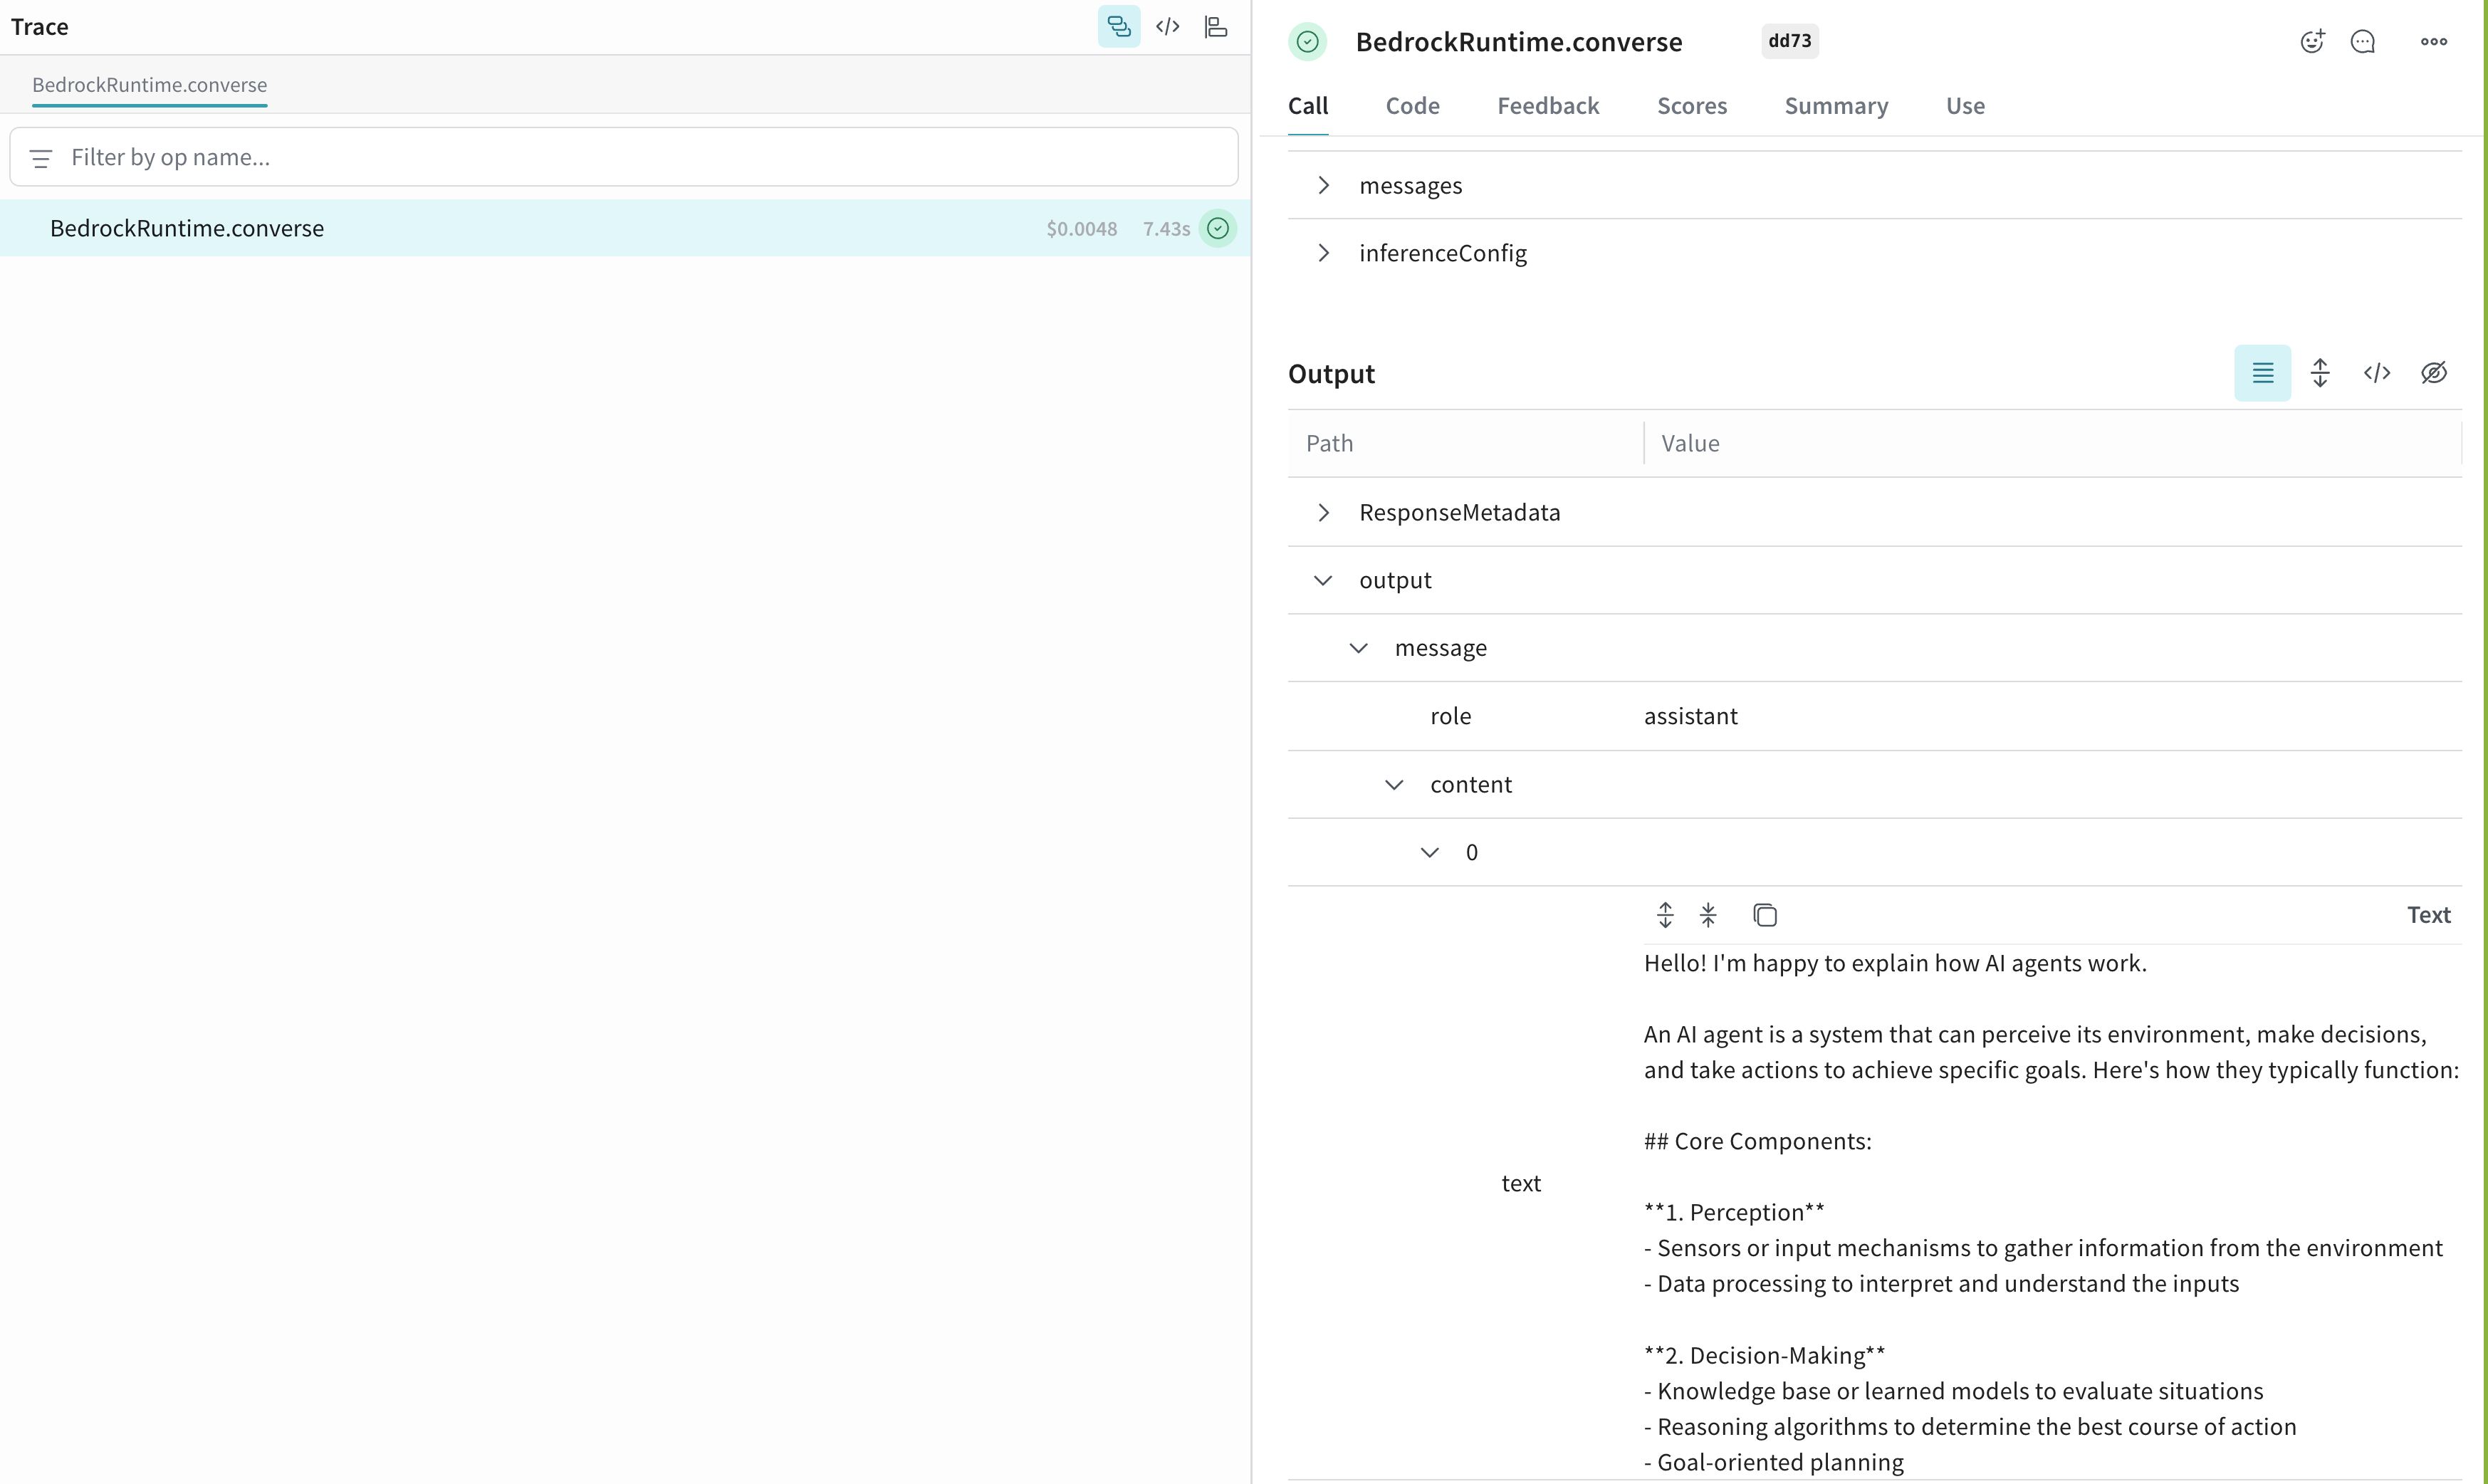 Trace
BedrockRuntime.converse
Filter by op name...
BedrockRuntime.converse $0.0048 7.43s
BedrockRuntime.converse dd73
Call Code Feedback Scores Summary Use
messages
inferenceConfig
Output
Path Value
ResponseMetadata
output
message
role assistant
content
0
Text
Hello! I'm happy to explain how AI agents work.
An AI agent is a system that can perceive its environment, make decisions,
and take actions to achieve specific goals. Here's how they typically function:
## Core Components:
text
**1. Perception**
- Sensors or input mechanisms to gather information from the environment
- Data processing to interpret and understand the inputs
**2. Decision-Making**
- Knowledge base or learned models to evaluate situations
- Reasoning algorithms to determine the best course of action
- Goal-oriented planning